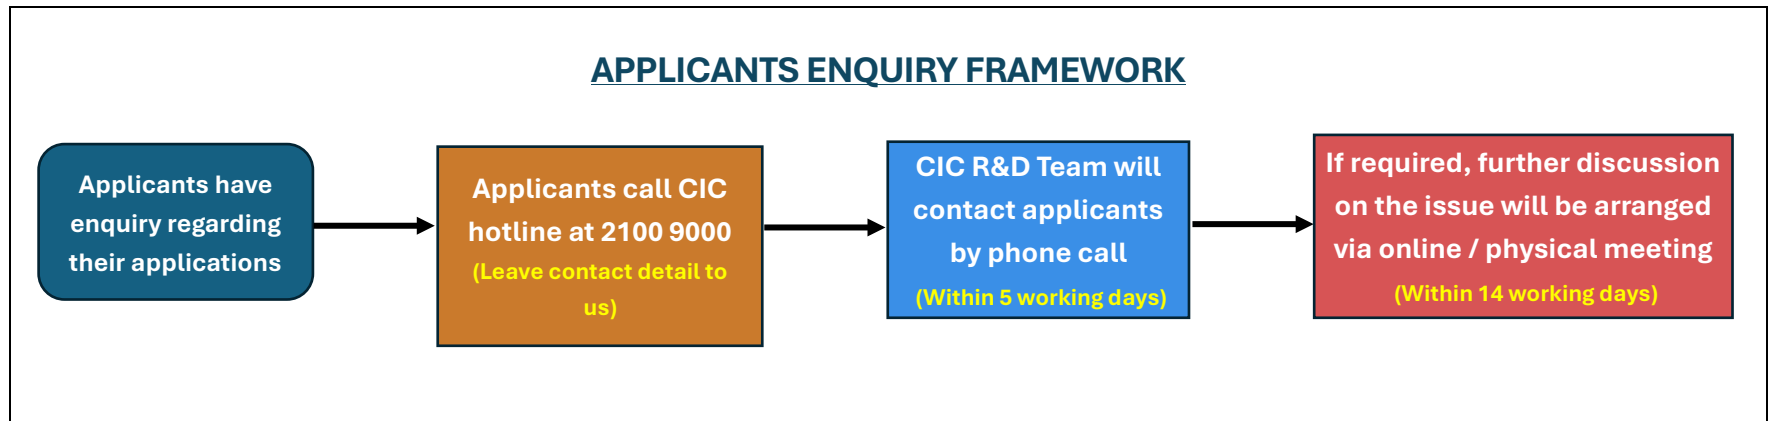 APPLICANTS ENQUIRY FRAMEWORK
Applicants have
enquiry regarding
their applications
Applicants call CIC
hotline at 2100 9000
(Leave contact detail to
us)
CIC R&D Team will
contact applicants
by phone call
(Within 5 working days)
If required, further discussion
on the issue will be arranged
via online / physical meeting
(Within 14 working days)